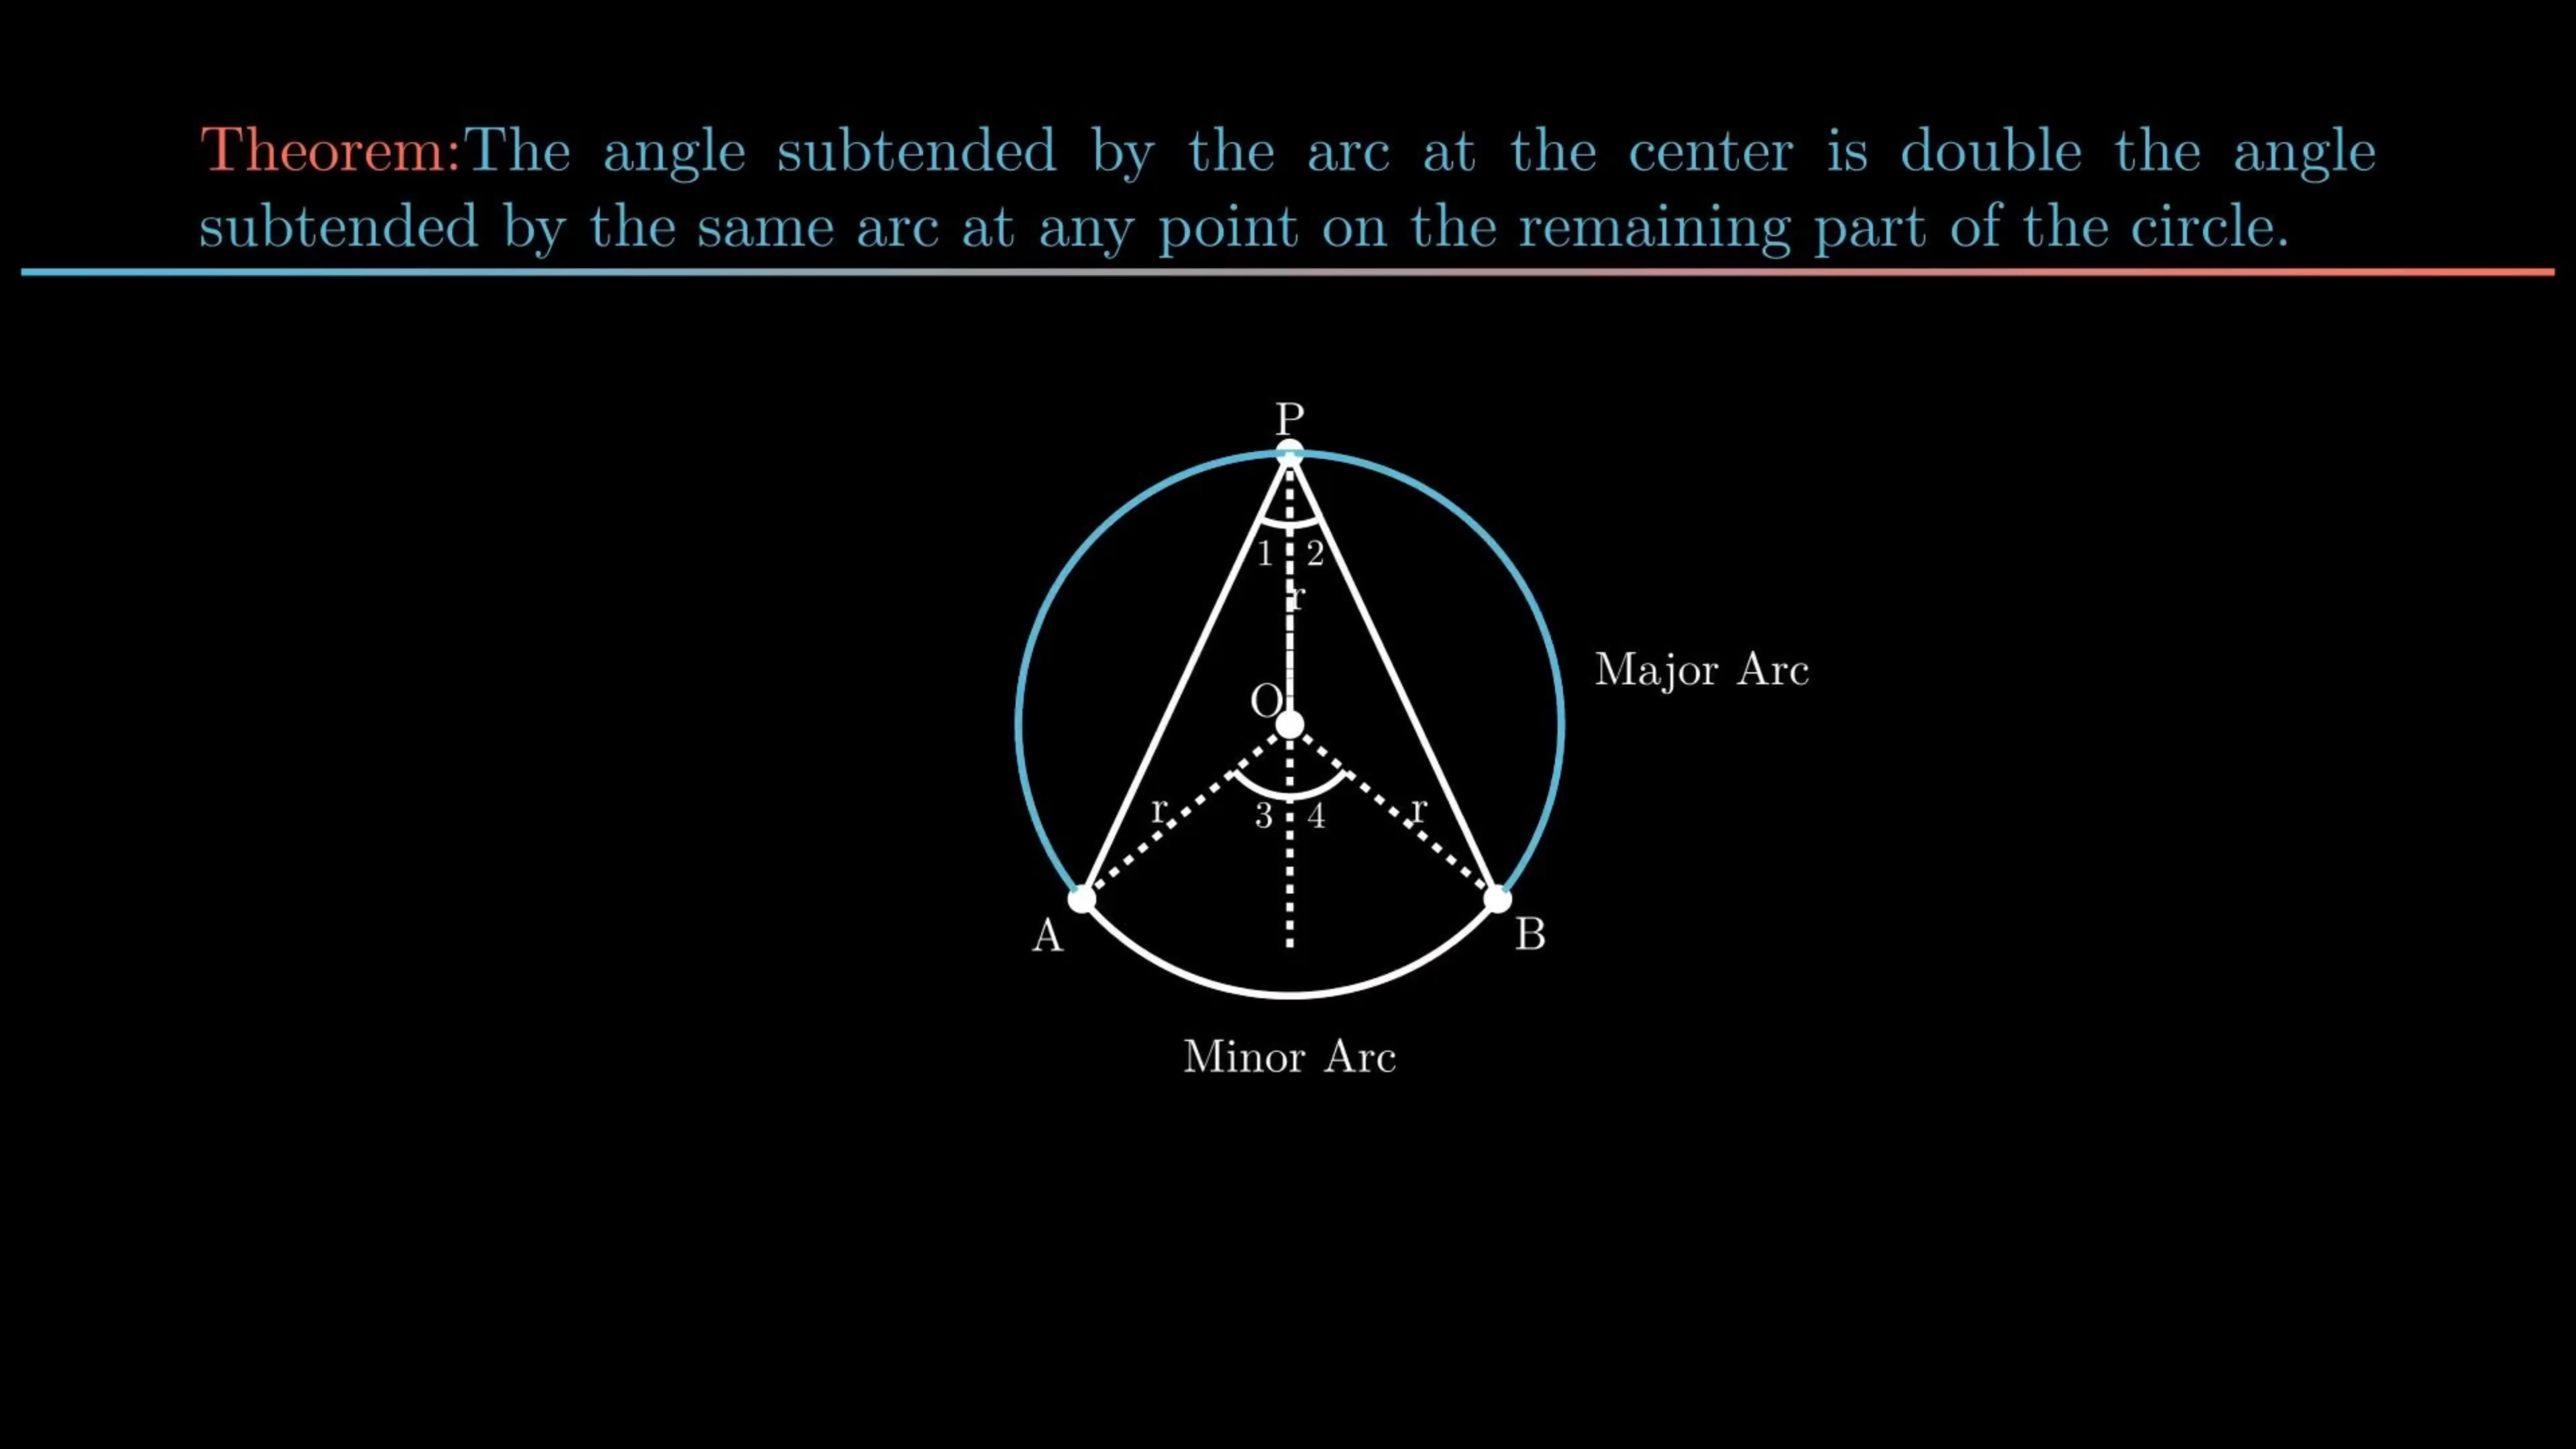 Theorem:The angle subtended by the arc at the center is double the angle
subtended by the same arc at any point on the remaining part of the circle.
P
1 2
r
Major Arc
O
r 3 4 r
A B
Minor Arc